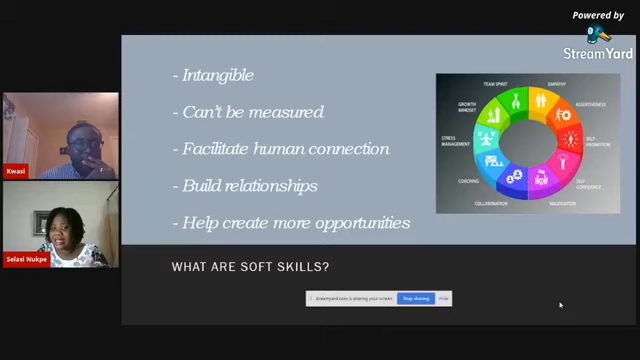 Powered by
StreamYard
- Intangible
- Can't be measured
- Facilitate human connection
- Build relationships
- Help create more opportunities
TEAM SPIRIT
EMPATHY
GROWTH MINDSET
ASSERTIVENESS
STRESS MANAGEMENT
SELF PROMOTION
COACHING
SELF-CONFIDENCE
COLLABORATION
NEGOTIATION
Kwasi
Selasi Nukpe
WHAT ARE SOFT SKILLS?
streamyard.com is sharing your screen.
Stop sharing
Hide